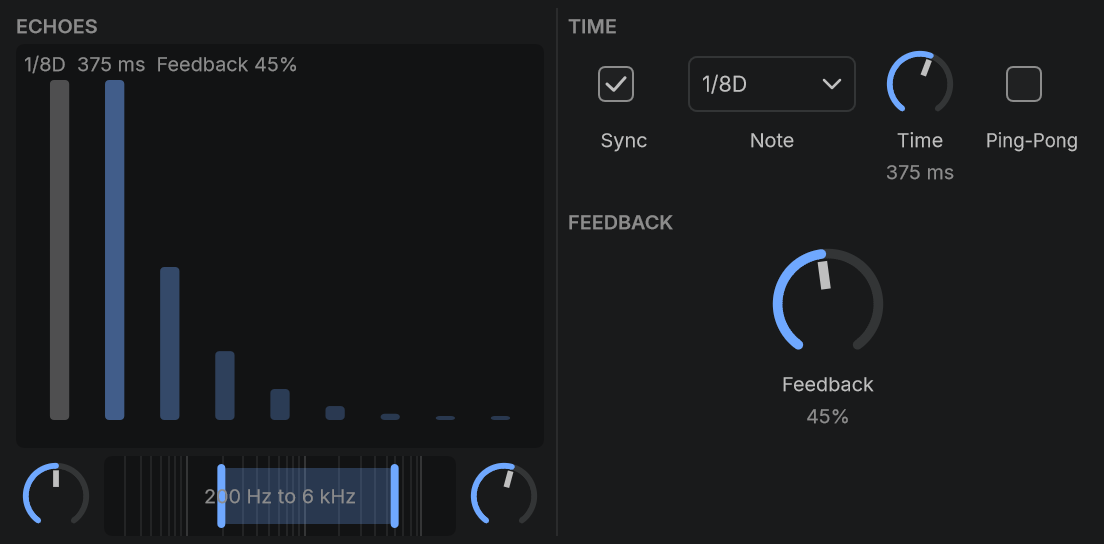 ECHOES
1/8D 375 ms Feedback 45%
200 Hz to 6 kHz
TIME
1/8D
Sync
Note
Time
Ping-Pong
375 ms
FEEDBACK
Feedback
45%